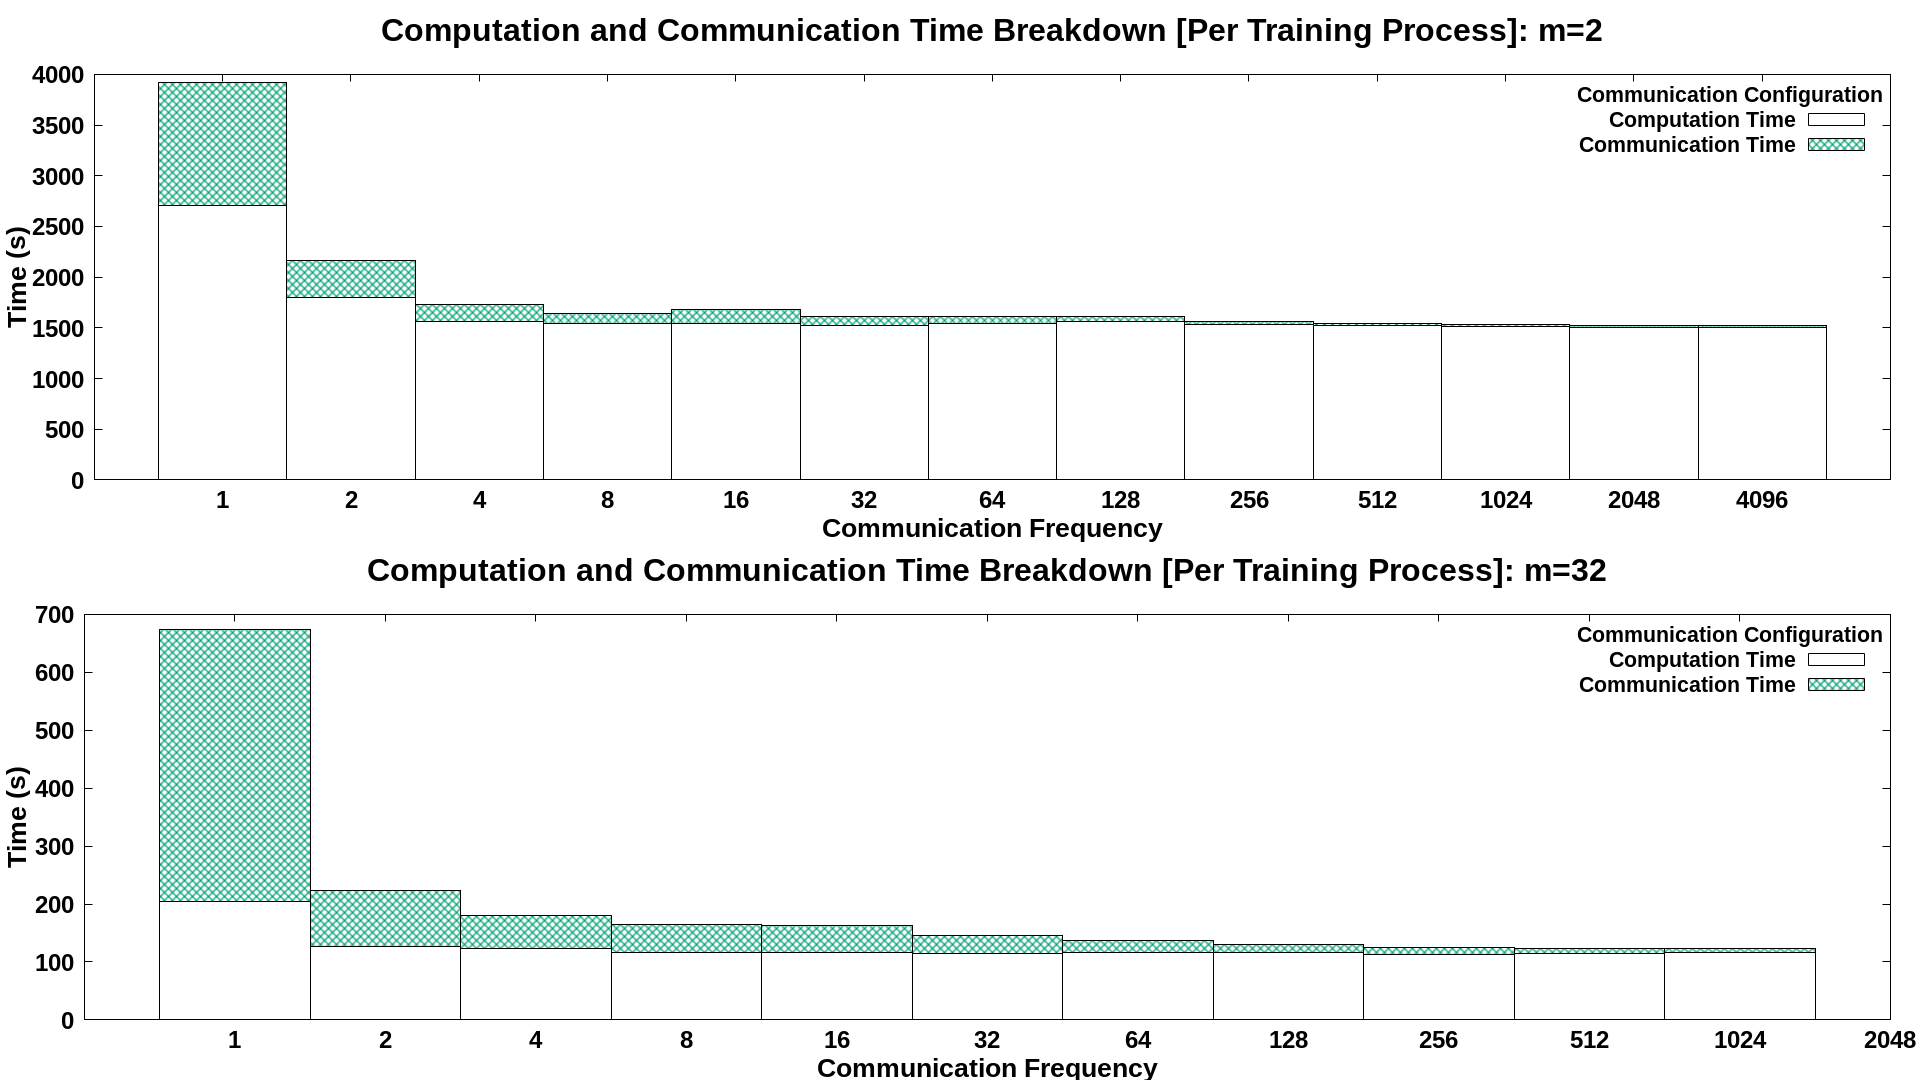 Computation and Communication Time Breakdown [Per Training Process]: m=2
4000
3500
3000
2500
2000
1500
1000
500
0
Time (s)
Communication Configuration
Computation Time
Communication Time
1 2 4 8 16 32 64 128 256 512 1024 2048 4096
Communication Frequency
Computation and Communication Time Breakdown [Per Training Process]: m=32
700
600
500
400
300
200
100
0
Time (s)
Communication Configuration
Computation Time
Communication Time
1 2 4 8 16 32 64 128 256 512 1024 2048
Communication Frequency